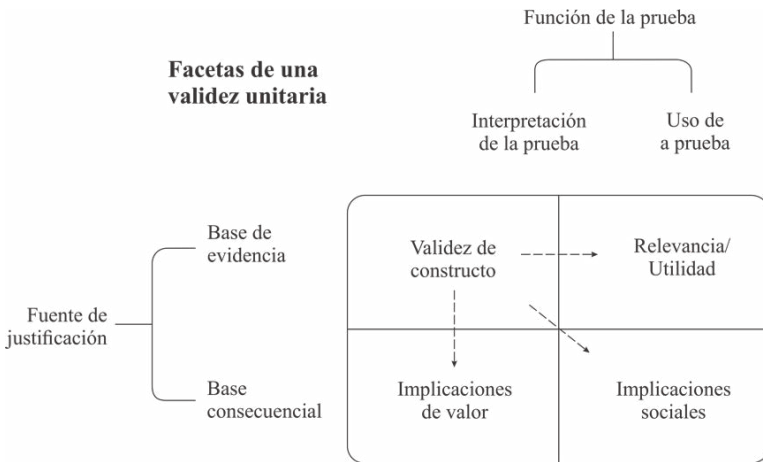 Función de la prueba
Facetas de una
validez unitaria
Interpretación
de la prueba
Uso de
a prueba
Base de
evidencia
Validez de
constructo
Relevancia/
Utilidad
Fuente de
justificación
Base
consecuencial
Implicaciones
de valor
Implicaciones
sociales